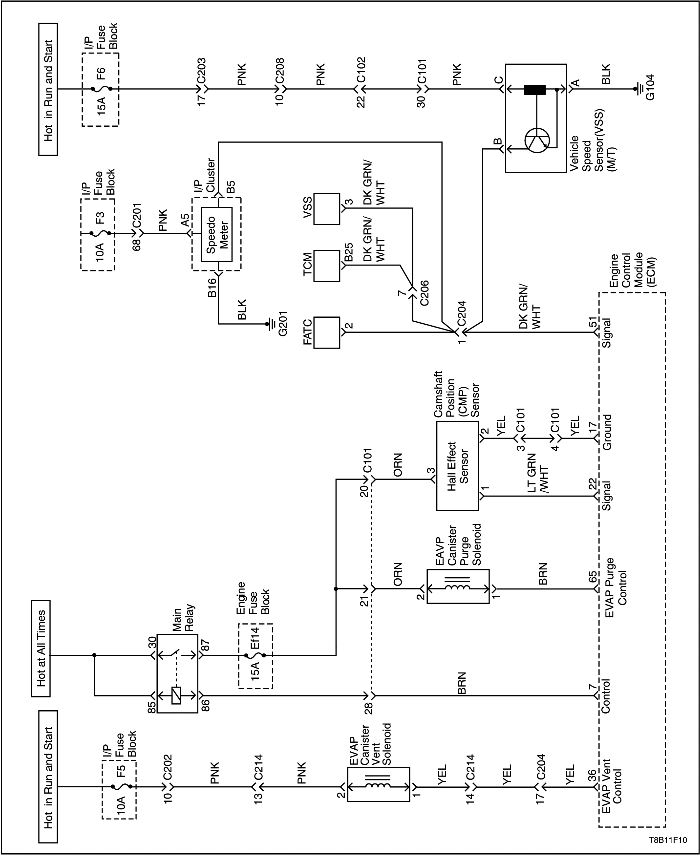 Hot in Run and Start
I/P
Fuse
Block
F6
15A
17
C203
PNK
10
C208
PNK
22
C102
PNK
30
C101
PNK
C
A
B
BLK
G104
Vehicle
Speed
Sensor(VSS)
(M/T)
I/P
Fuse
Block
F3
10A
68
C201
PNK
A5
I/P
Cluster
B5
Speedo
Meter
B16
BLK
G201
VSS
3
DK GRN/
WHT
TCM
B25
DK GRN/
WHT
7
C206
FATC
2
C204
1
DK GRN/
WHT
51
Signal
Engine
Control
Module
(ECM)
Camshaft
Position
(CMP)
Sensor
Hall Effect
Sensor
3
2
YEL
3
C101
4
C101
YEL
17
Ground
1
LT GRN
/WHT
22
Signal
20
C101
ORN
21
ORN
EAVP
Canister
Purge
Solenoid
2
1
BRN
65
EVAP Purge
Control
Hot at All Times
Main
Relay
30
87
85
86
Engine
Fuse
Block
Ef14
15A
28
BRN
7
Control
Hot in Run and Start
I/P
Fuse
Block
F5
10A
10
C202
PNK
13
C214
PNK
EVAP
Canister
Vent
Solenoid
2
1
YEL
14
C214
YEL
17
C204
YEL
36
EVAP Vent
Control
T8B11F10